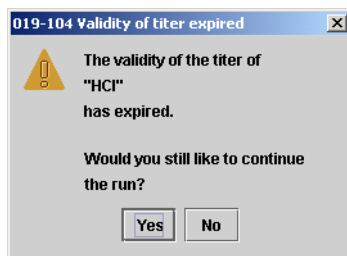 019-104 Validity of titer expired
The validity of the titer of
"HCl"
has expired.
Would you still like to continue
the run?
Yes No